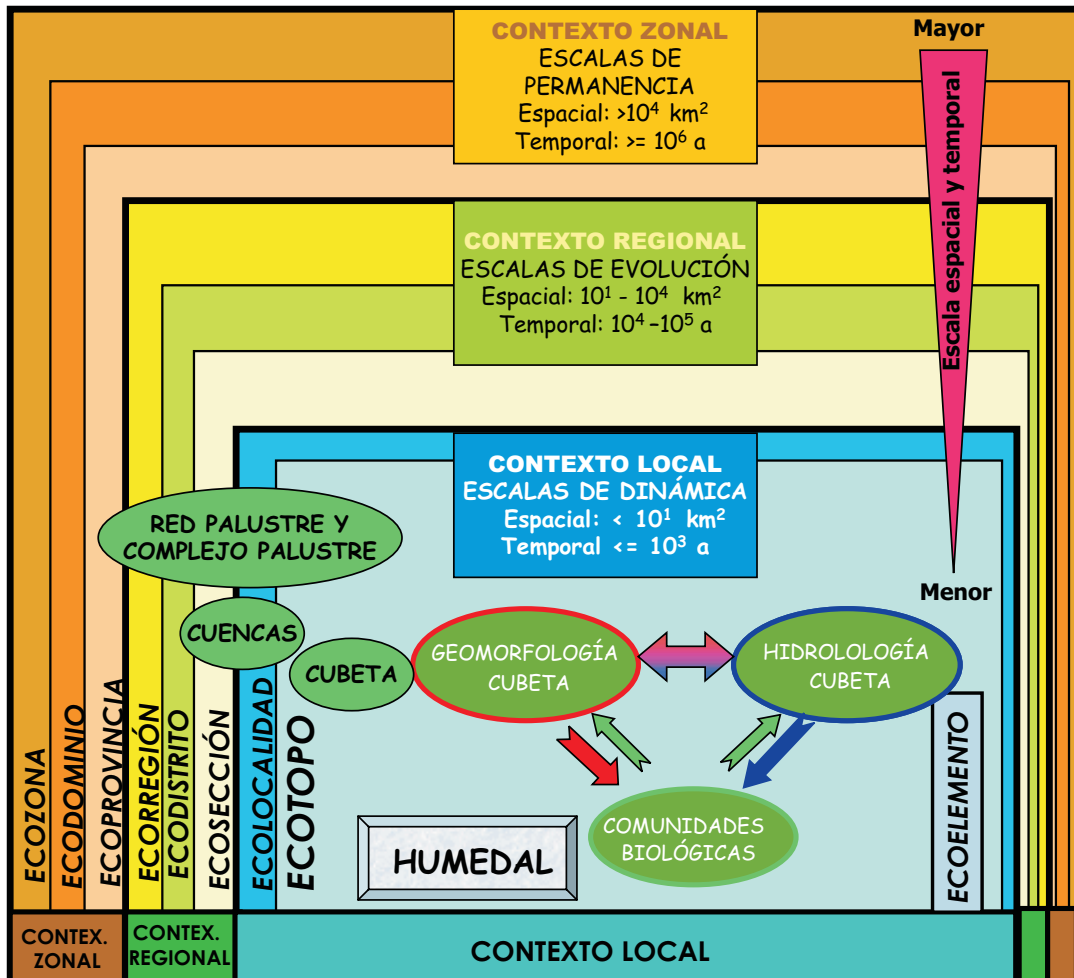 CONTEXTO ZONAL
ESCALAS DE
PERMANENCIA
Espacial: >10⁴ km²
Temporal: >= 10⁶ a
Mayor
Escala espacial y temporal
Menor
CONTEXTO REGIONAL
ESCALAS DE EVOLUCIÓN
Espacial: 10¹ - 10⁴ km²
Temporal: 10⁴ –10⁵ a
CONTEXTO LOCAL
ESCALAS DE DINÁMICA
Espacial: < 10¹ km²
Temporal <= 10³ a
RED PALUSTRE Y
COMPLEJO PALUSTRE
CUENCAS
CUBETA
GEOMORFOLOGÍA
CUBETA
HIDROLOLOGÍA
CUBETA
COMUNIDADES
BIOLÓGICAS
HUMEDAL
ECOZONA
ECODOMINIO
ECOPROVINCIA
ECORREGIÓN
ECODISTRITO
ECOSECCIÓN
ECOLOCALIDAD
ECOTOPO
ECOELEMENTO
CONTEX.
ZONAL
CONTEX.
REGIONAL
CONTEXTO LOCAL